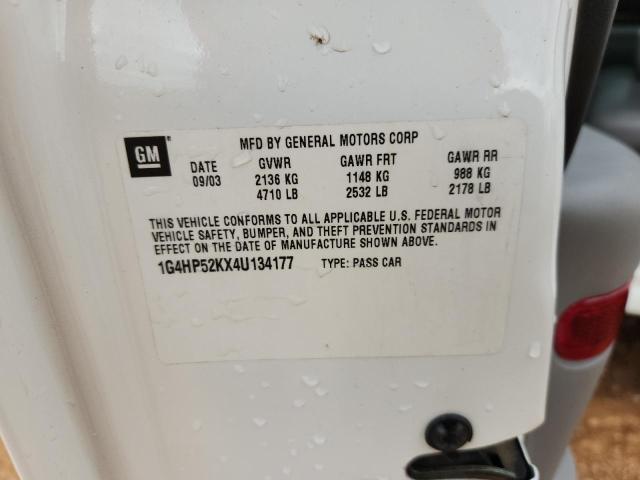 GM
MFD BY GENERAL MOTORS CORP
DATE GVWR GAWR FRT GAWR RR
09/03 2136 KG 1148 KG 988 KG
4710 LB 2532 LB 2178 LB
THIS VEHICLE CONFORMS TO ALL APPLICABLE U.S. FEDERAL MOTOR
VEHICLE SAFETY, BUMPER, AND THEFT PREVENTION STANDARDS IN
EFFECT ON THE DATE OF MANUFACTURE SHOWN ABOVE.
1G4HP52KX4U134177 TYPE: PASS CAR